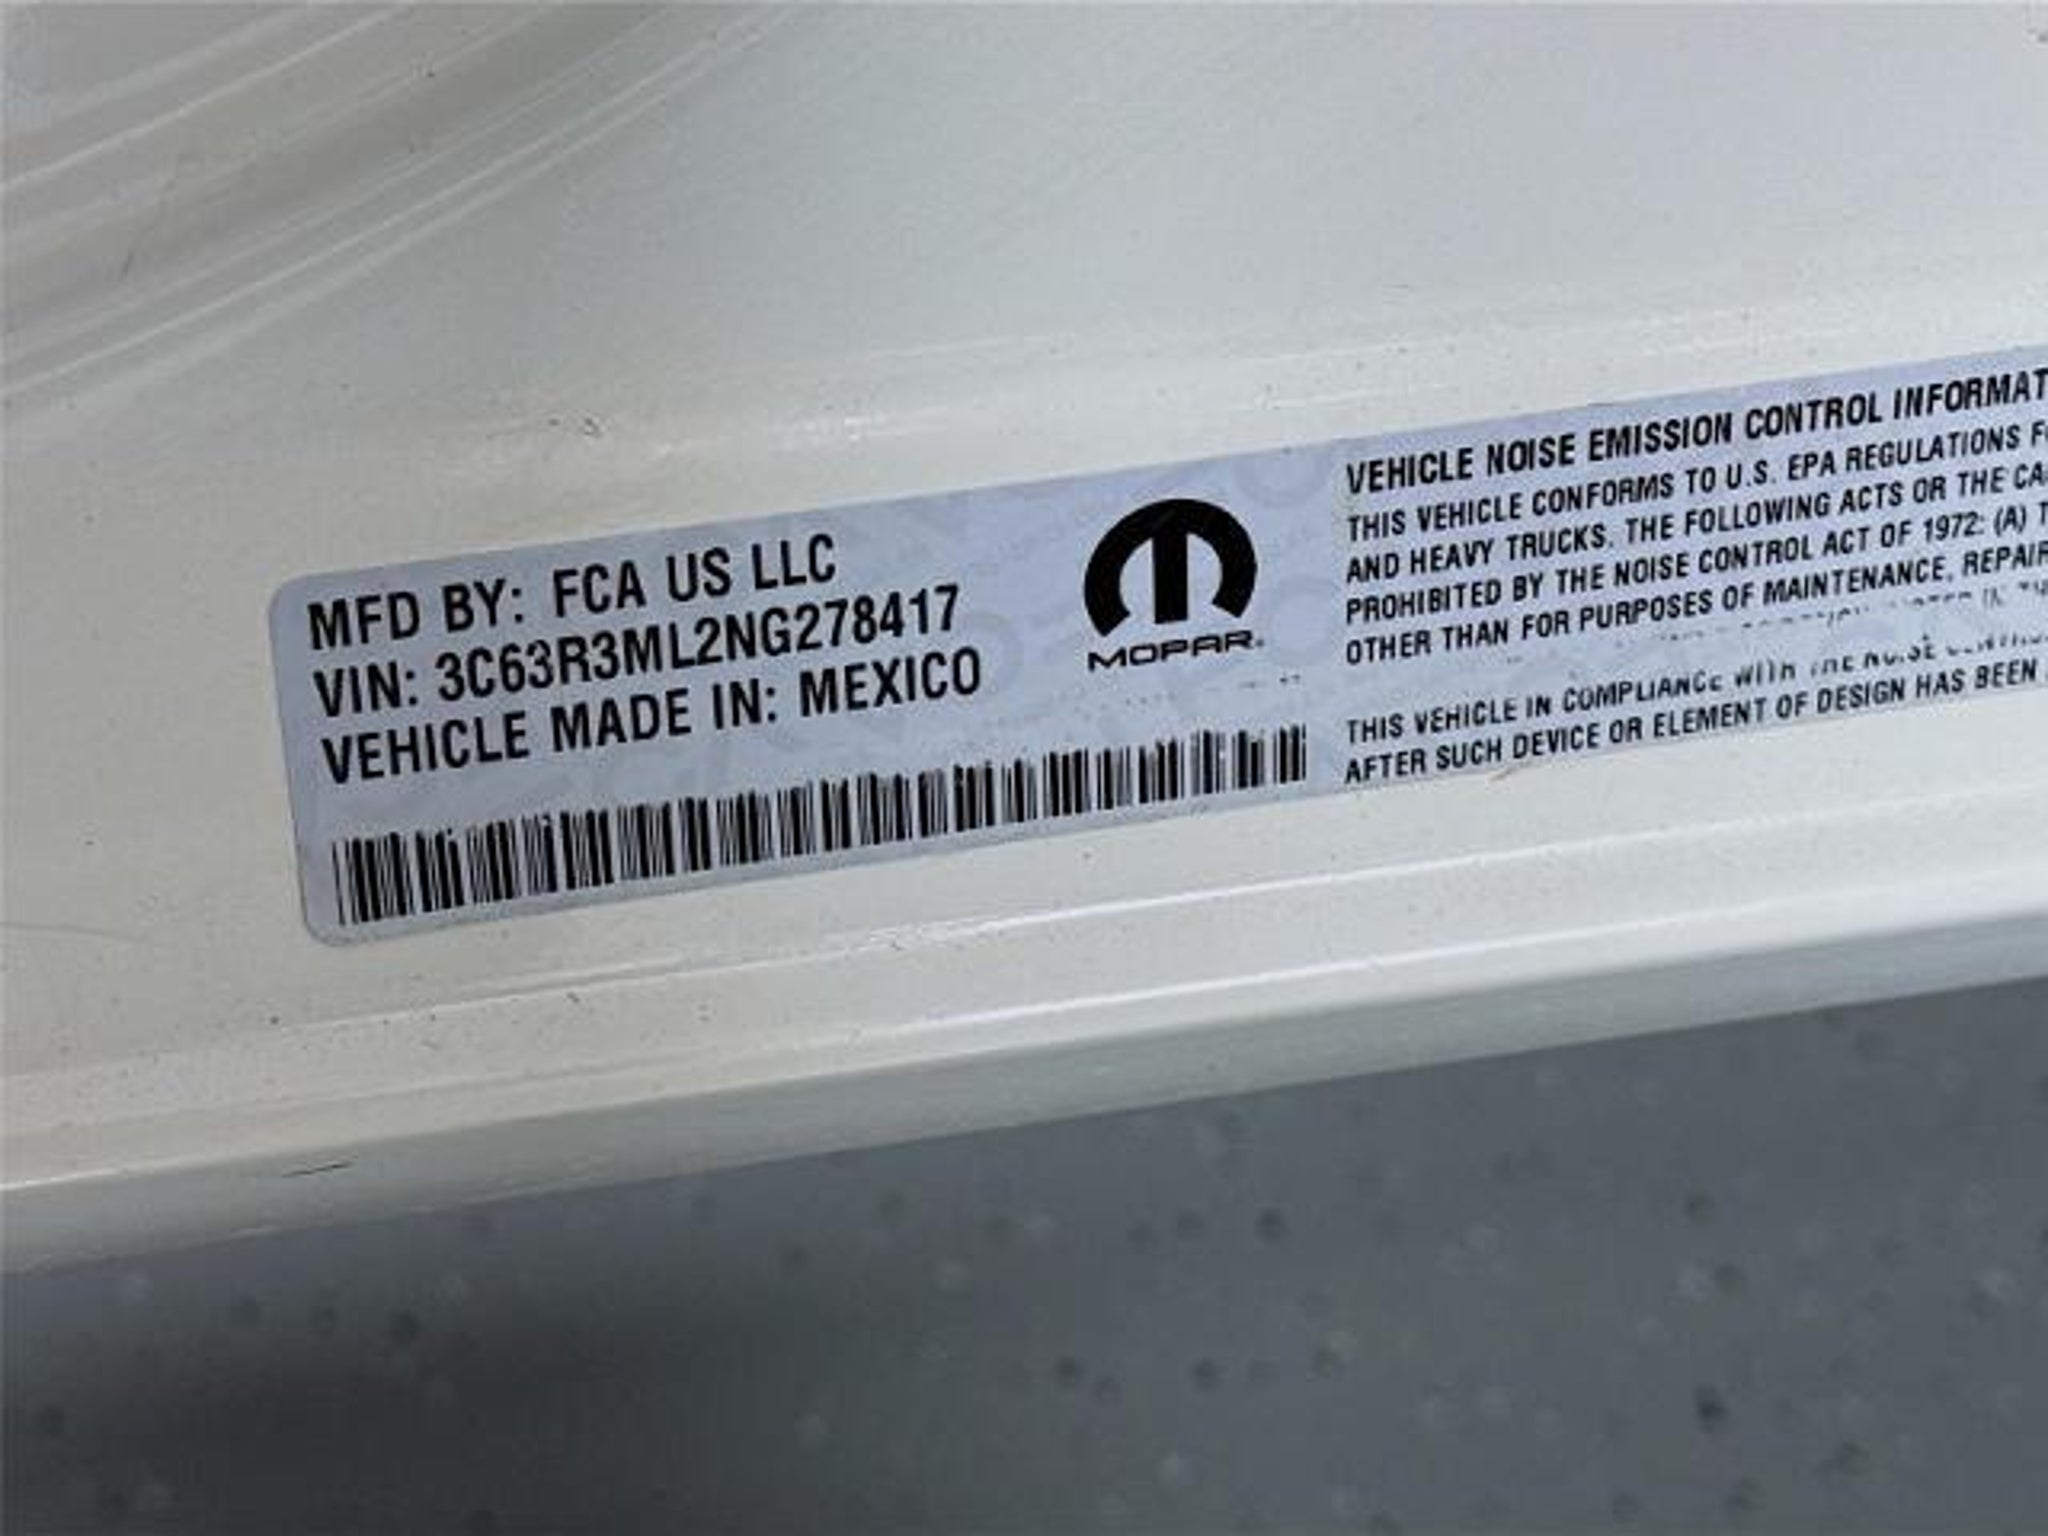 MFD BY: FCA US LLC
VIN: 3C63R3ML2NG278417
VEHICLE MADE IN: MEXICO
MOPAR
VEHICLE NOISE EMISSION CONTROL INFORMAT
THIS VEHICLE CONFORMS TO U.S. EPA REGULATIONS F
AND HEAVY TRUCKS. THE FOLLOWING ACTS OR THE CA
PROHIBITED BY THE NOISE CONTROL ACT OF 1972: (A) T
OTHER THAN FOR PURPOSES OF MAINTENANCE, REPAIR
THIS VEHICLE IN COMPLIANCE WITH THE NOISE
AFTER SUCH DEVICE OR ELEMENT OF DESIGN HAS BEEN